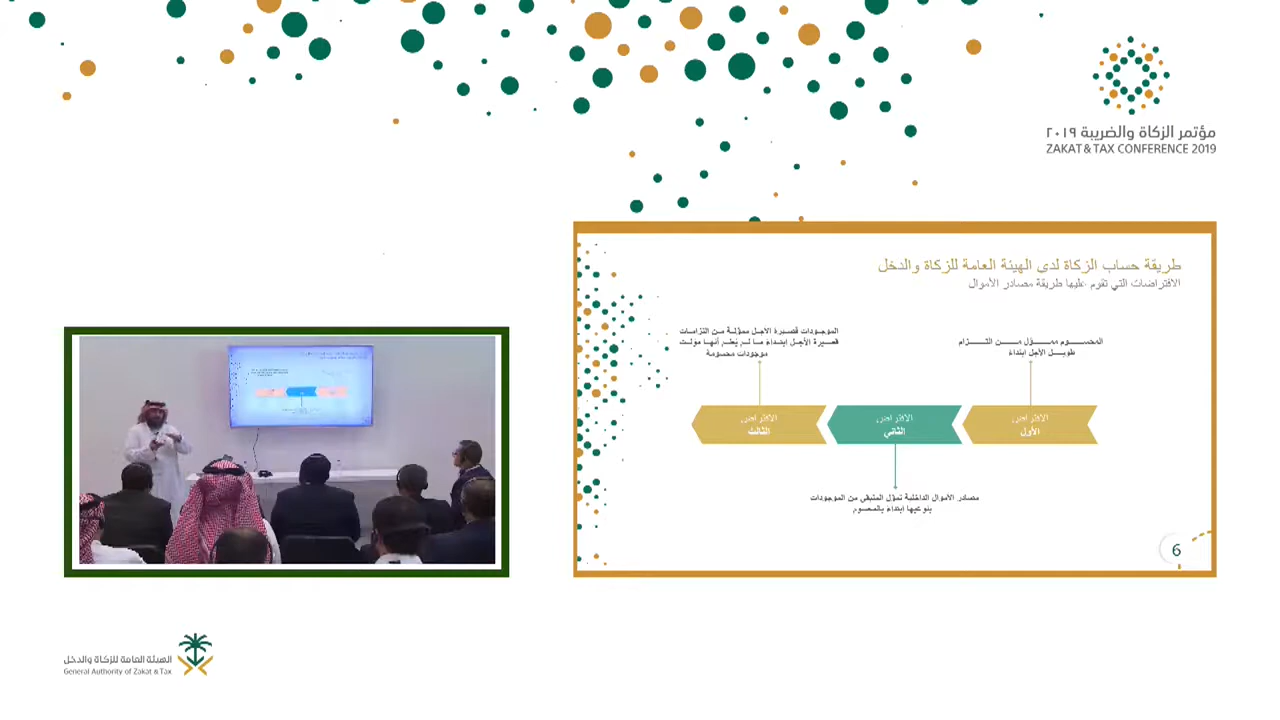 مؤتمر الزكاة والضريبة ٢٠١٩
ZAKAT & TAX CONFERENCE 2019
طريقة حساب الزكاة لدى الهيئة العامة للزكاة والدخل
الافتراضات التي تقوم عليها طريقة مصادر الأموال
المحسوم ممول من التزام
طويل الأجل ابتداءً
الموجودات قصيرة الأجل ممولة من التزامات
قصيرة الأجل ابتداءً ما لم يُعلم أنها مولت
موجودات محسومة
الافتراض
الأول
الافتراض
الثاني
الافتراض
الثالث
مصادر الأموال الداخلية تمول المتبقي من الموجودات
بنوعيها ابتداءً بالمحسوم
6
الهيئة العامة للزكاة والدخل
General Authority of Zakat & Tax